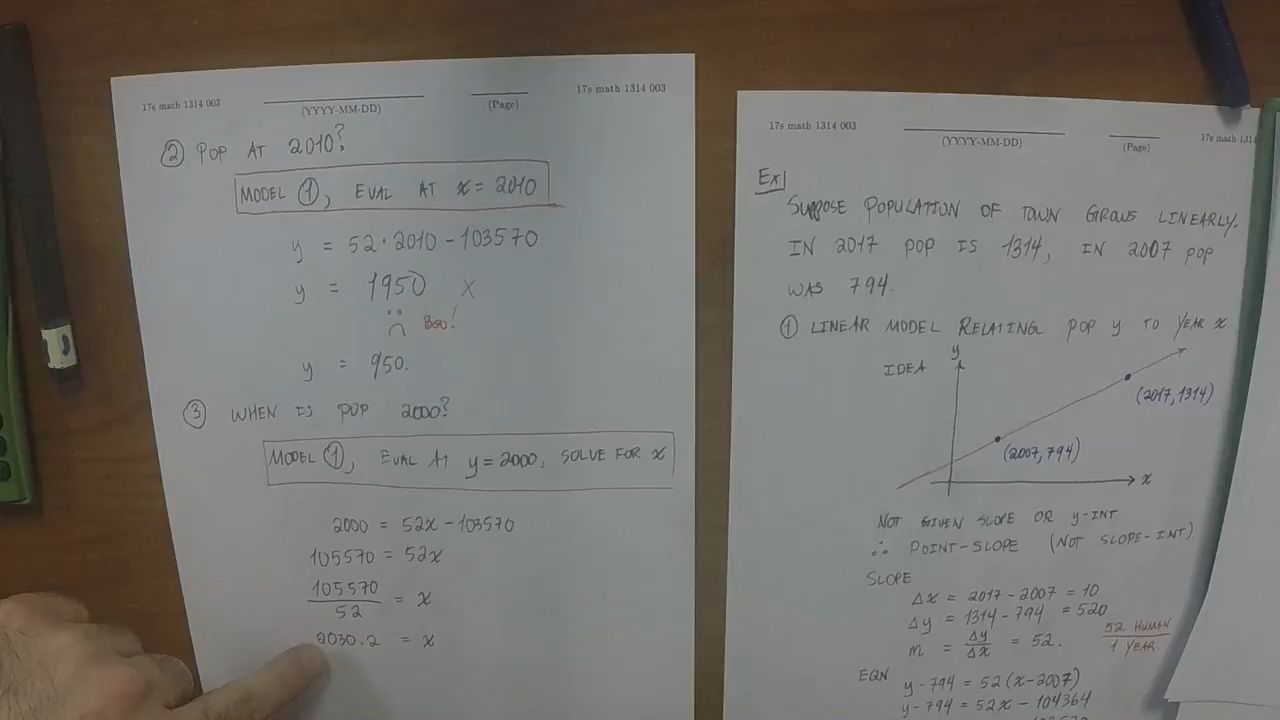 17s math 1314 003
(YYYY-MM-DD)
(Page)
17s math 1314 003
② POP AT 2010?
MODEL ①, EVAL AT x = 2010
y = 52·2010 - 103570
y = 1950 X
:( Boo!
y = 950.
③ WHEN IS POP 2000?
MODEL ①, EVAL AT y = 2000, SOLVE FOR x
2000 = 52x - 103570
105570 = 52x
105570/52 = x
2030.2 = x
17s math 1314 003
(YYYY-MM-DD)
(Page)
17s math 131
EX
SUPPOSE POPULATION OF TOWN GROWS LINEARLY.
IN 2017 POP IS 1314, IN 2007 POP
WAS 794.
① LINEAR MODEL RELATING POP y TO YEAR x.
IDEA
y
(2017, 1314)
(2007, 794)
x
NOT GIVEN SLOPE OR y-INT
∴ POINT-SLOPE (NOT SLOPE-INT)
SLOPE
Δx = 2017 - 2007 = 10
Δy = 1314 - 794 = 520
m = Δy/Δx = 52.
52 HUMAN
1 YEAR.
EQN
y - 794 = 52(x - 2007)
y - 794 = 52x - 104364